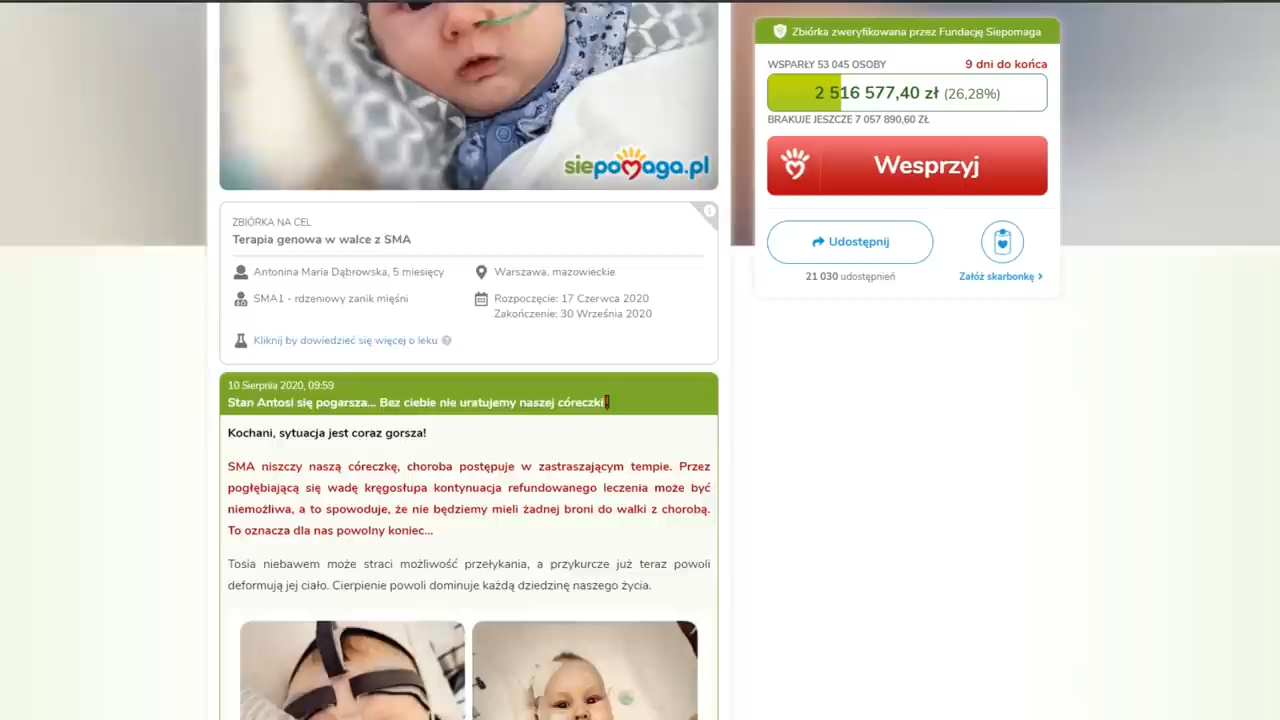 siepomaga.pl
ZBIÓRKA NA CEL
Terapia genowa w walce z SMA
Antonina Maria Dąbrowska, 5 miesięcy
Warszawa, mazowieckie
SMA1 - rdzeniowy zanik mięśni
Rozpoczęcie: 17 Czerwca 2020
Zakończenie: 30 Września 2020
Kliknij by dowiedzieć się więcej o leku ?
10 Sierpnia 2020, 09:59
Stan Antosi się pogarsza... Bez ciebie nie uratujemy naszej córeczki❗
Kochani, sytuacja jest coraz gorsza!
SMA niszczy naszą córeczkę, choroba postępuje w zastraszającym tempie. Przez
pogłębiającą się wadę kręgosłupa kontynuacja refundowanego leczenia może być
niemożliwa, a to spowoduje, że nie będziemy mieli żadnej broni do walki z chorobą.
To oznacza dla nas powolny koniec...
Tosia niebawem może straci możliwość przełykania, a przykurcze już teraz powoli
deformują jej ciało. Cierpienie powoli dominuje każdą dziedzinę naszego życia.
Zbiórka zweryfikowana przez Fundację Siepomaga
WSPARŁY 53 045 OSOBY
9 dni do końca
2 516 577,40 zł (26,28%)
BRAKUJE JESZCZE 7 057 890,60 ZŁ
Wesprzyj
Udostępnij
21 030 udostępnień
Załóż skarbonkę >